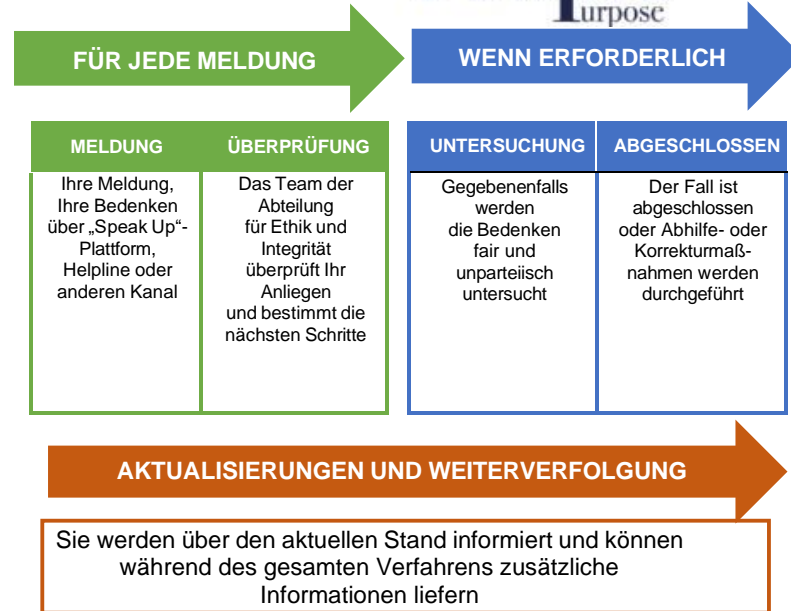 urpose
FÜR JEDE MELDUNG
WENN ERFORDERLICH
MELDUNG
Ihre Meldung,
Ihre Bedenken
über „Speak Up“-
Plattform,
Helpline oder
anderen Kanal
ÜBERPRÜFUNG
Das Team der
Abteilung
für Ethik und
Integrität
überprüft Ihr
Anliegen
und bestimmt die
nächsten Schritte
UNTERSUCHUNG
Gegebenenfalls
werden
die Bedenken
fair und
unparteiisch
untersucht
ABGESCHLOSSEN
Der Fall ist
abgeschlossen
oder Abhilfe- oder
Korrekturmaß-
nahmen werden
durchgeführt
AKTUALISIERUNGEN UND WEITERVERFOLGUNG
Sie werden über den aktuellen Stand informiert und können
während des gesamten Verfahrens zusätzliche
Informationen liefern